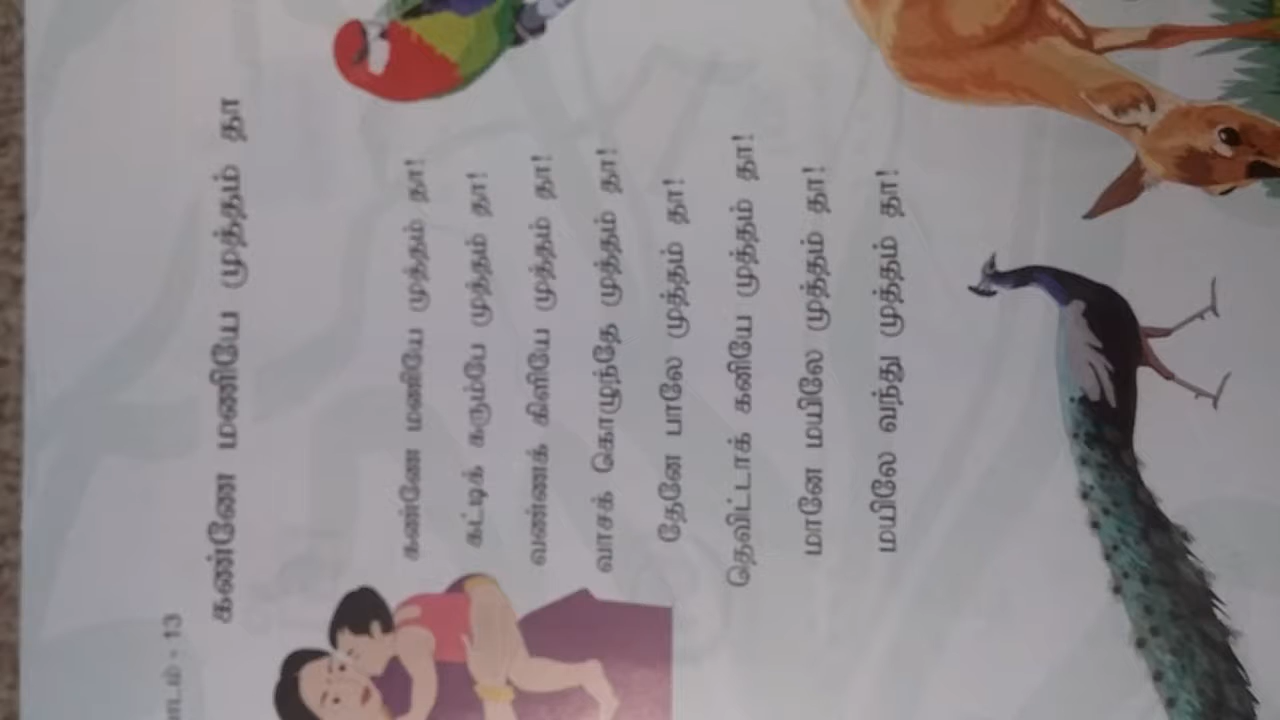 பாடல் - 13
கண்ணே மணியே முத்தம் தா
கண்ணே மணியே முத்தம் தா!
கட்டிக் கரும்பே முத்தம் தா!
வண்ணக் கிளியே முத்தம் தா!
வாசக் கொழுந்தே முத்தம் தா!
தேனே பாலே முத்தம் தா!
தெவிட்டாக் கனியே முத்தம் தா!
மானே மயிலே முத்தம் தா!
மயிலே வந்து முத்தம் தா!